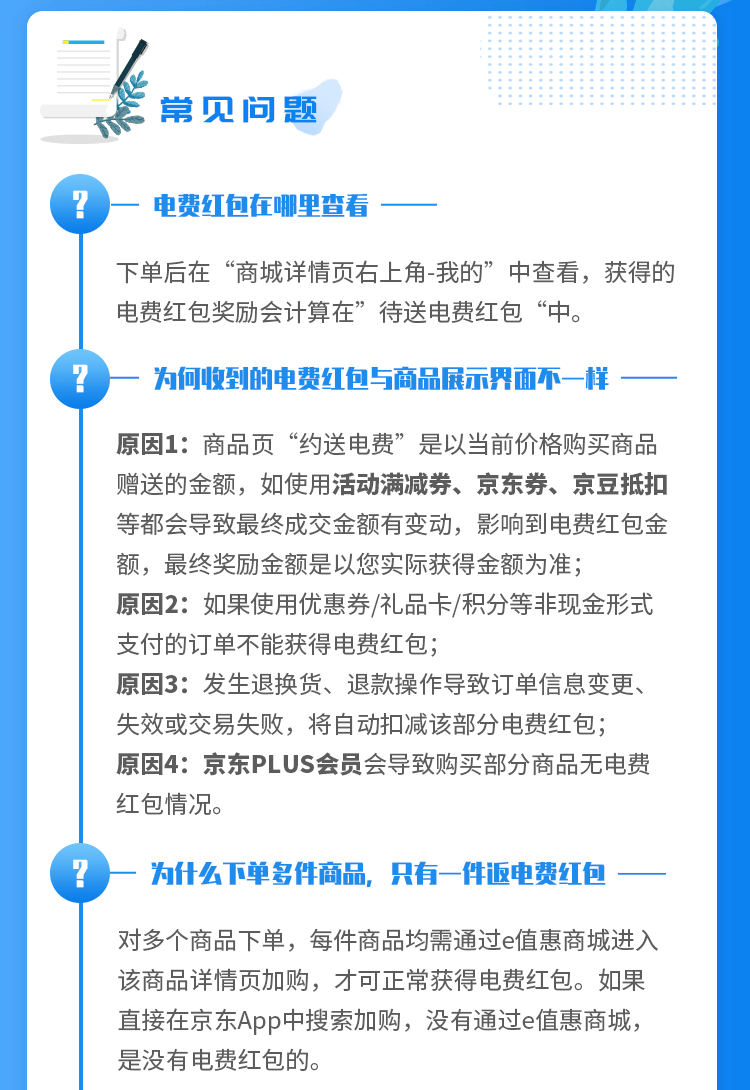 常见问题
?
电费红包在哪里查看
下单后在“商城详情页右上角-我的”中查看，获得的
电费红包奖励会计算在”待送电费红包“中。
?
为何收到的电费红包与商品展示界面不一样
原因1：商品页“约送电费”是以当前价格购买商品
赠送的金额，如使用活动满减券、京东券、京豆抵扣
等都会导致最终成交金额有变动，影响到电费红包金
额，最终奖励金额是以您实际获得金额为准；
原因2：如果使用优惠券/礼品卡/积分等非现金形式
支付的订单不能获得电费红包；
原因3：发生退换货、退款操作导致订单信息变更、
失效或交易失败，将自动扣减该部分电费红包；
原因4：京东PLUS会员会导致购买部分商品无电费
红包情况。
?
为什么下单多件商品，只有一件返电费红包
对多个商品下单，每件商品均需通过e值惠商城进入
该商品详情页加购，才可正常获得电费红包。如果
直接在京东App中搜索加购，没有通过e值惠商城，
是没有电费红包的。